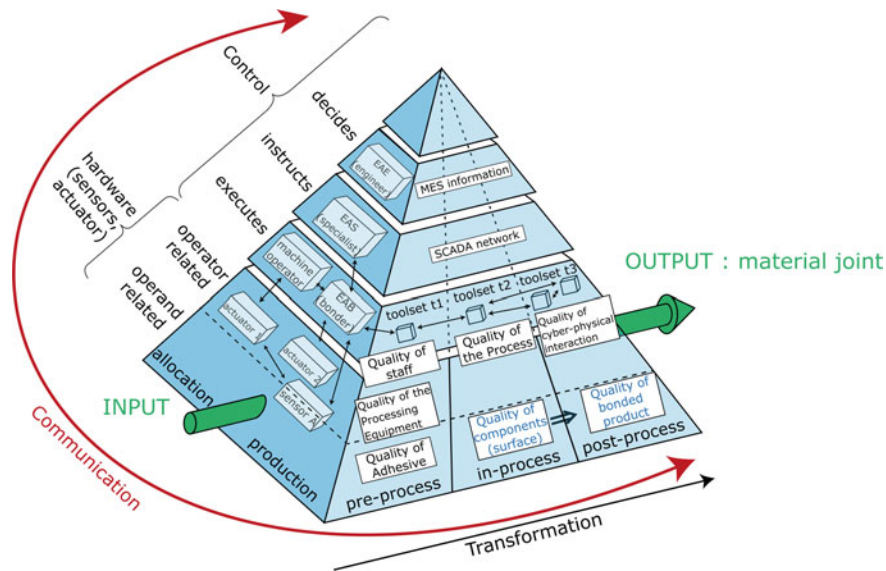 Control
decides
instructs
executes
hardware
(sensors,
actuator)
operator
related
operand
related
EAE
engineer
EAS
(specialist)
machine
operator
EAB
bonder
actuator 1
actuator 2
sensor A
MES information
SCADA network
toolset t1
toolset t2
toolset t3
OUTPUT : material joint
Quality of
staff
Quality of
the Process
Quality of
cyber-physical
interaction
Quality of the
Processing
Equipment
Quality of
Adhesive
Quality of
components
(surface)
Quality of
bonded
product
INPUT
allocation
production
pre-process
in-process
post-process
Communication
Transformation